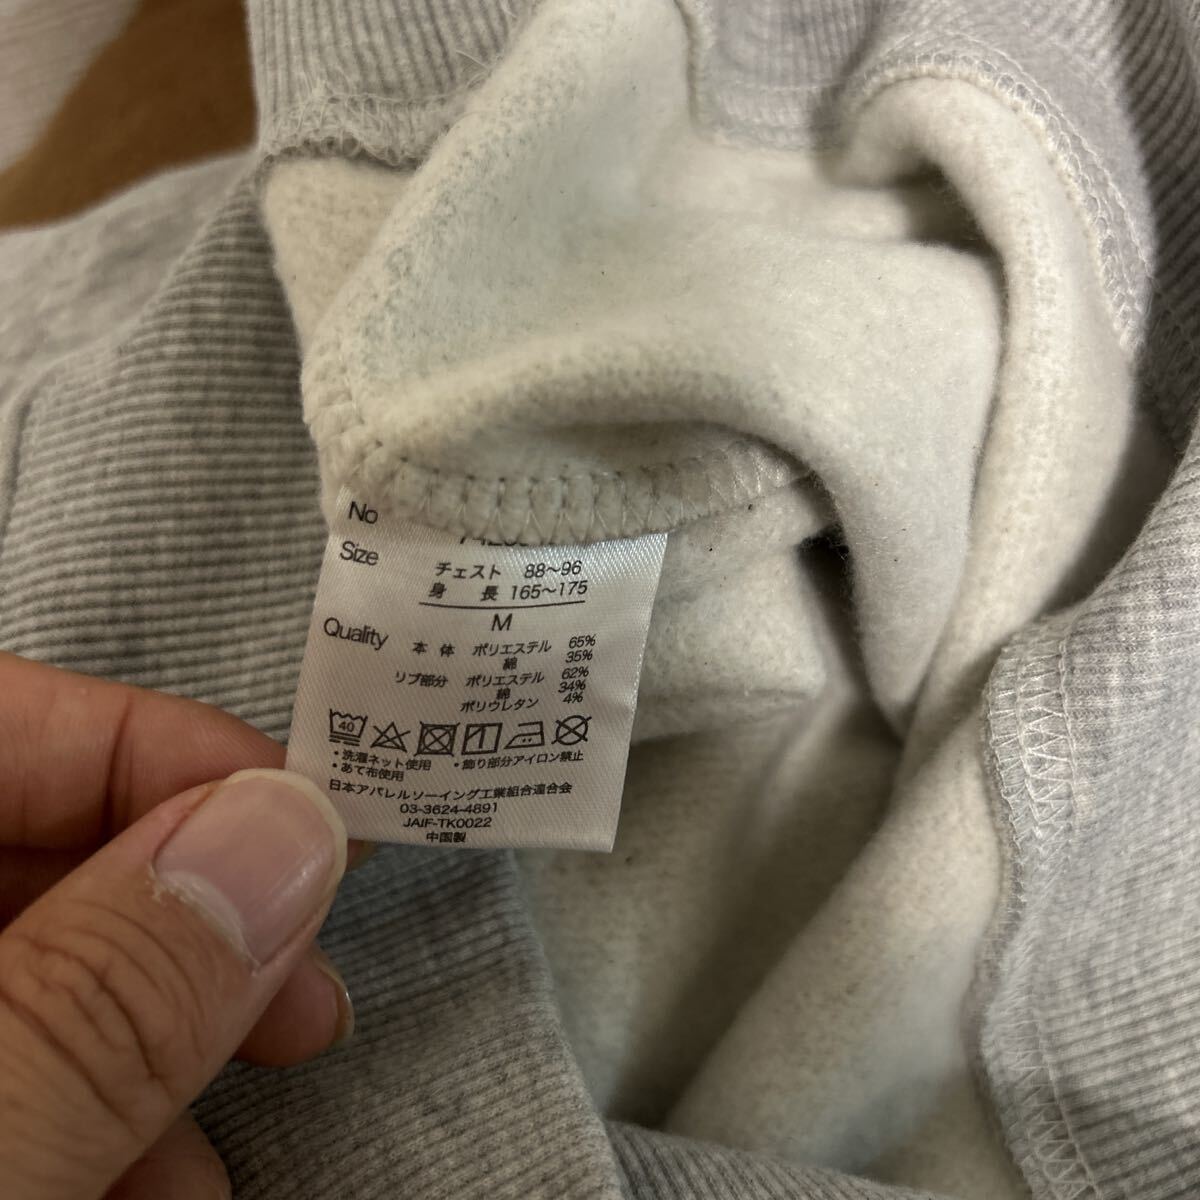 No
Size
チェスト 88~96
身 長 165~175
M
Quality
本 体 ポリエステル 65%
綿 35%
リブ部分 ポリエステル 62%
綿 34%
ポリウレタン 4%
40
・洗濯ネット使用 ・飾り部分アイロン禁止
・あて布使用
日本アパレルソーイング工業組合連合会
03-3624-4891
JAIF-TK0022
中国製